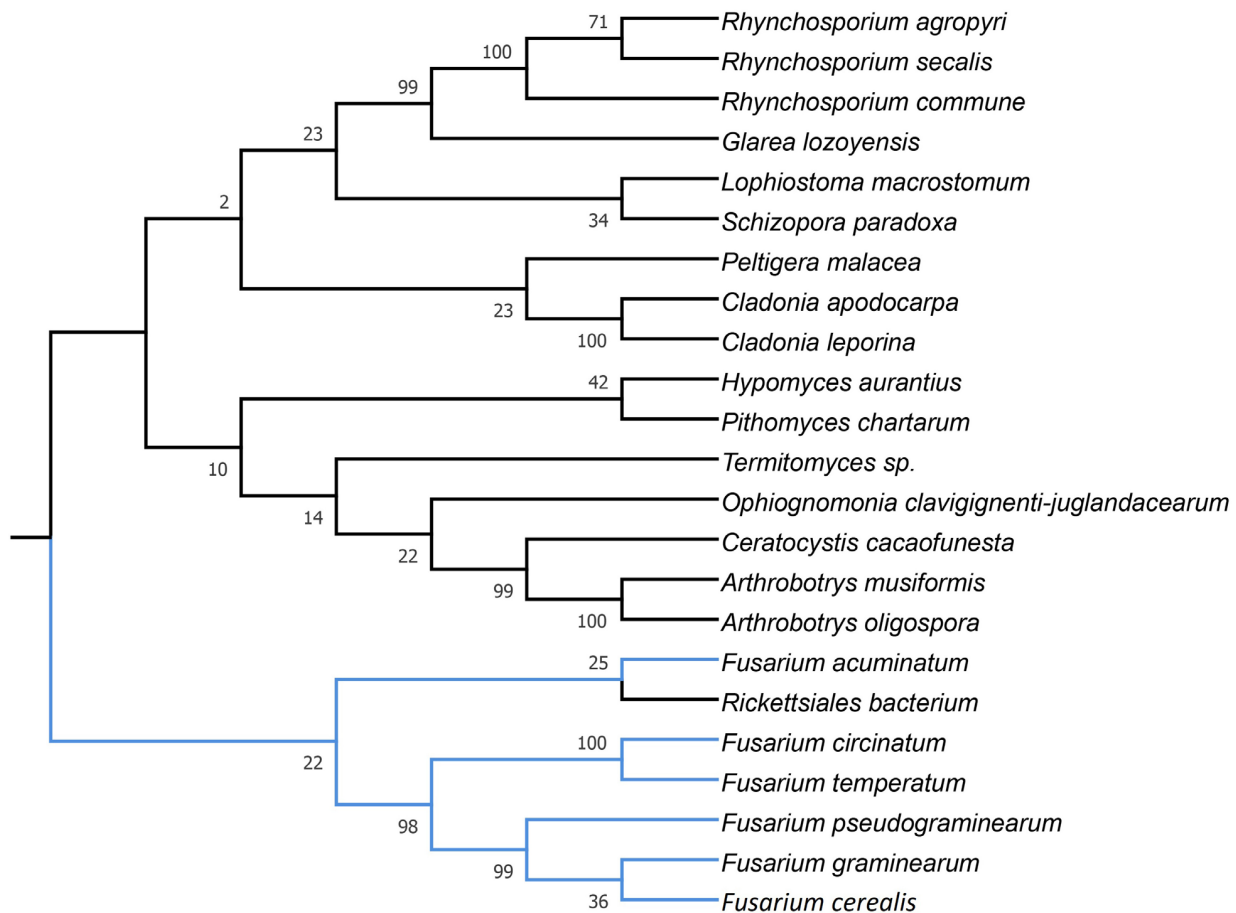 71
Rhynchosporium agropyri
100
Rhynchosporium secalis
99
Rhynchosporium commune
23
Glarea lozoyensis
Lophiostoma macrostomum
2
34
Schizopora paradoxa
Peltigera malacea
23
Cladonia apodocarpa
100
Cladonia leporina
42
Hypomyces aurantius
Pithomyces chartarum
10
Termitomyces sp.
14
Ophiognomonia clavigignenti-juglandacearum
22
Ceratocystis cacaofunesta
99
Arthrobotrys musiformis
100
Arthrobotrys oligospora
25
Fusarium acuminatum
Rickettsiales bacterium
22
100
Fusarium circinatum
Fusarium temperatum
98
Fusarium pseudograminearum
99
Fusarium graminearum
36
Fusarium cerealis